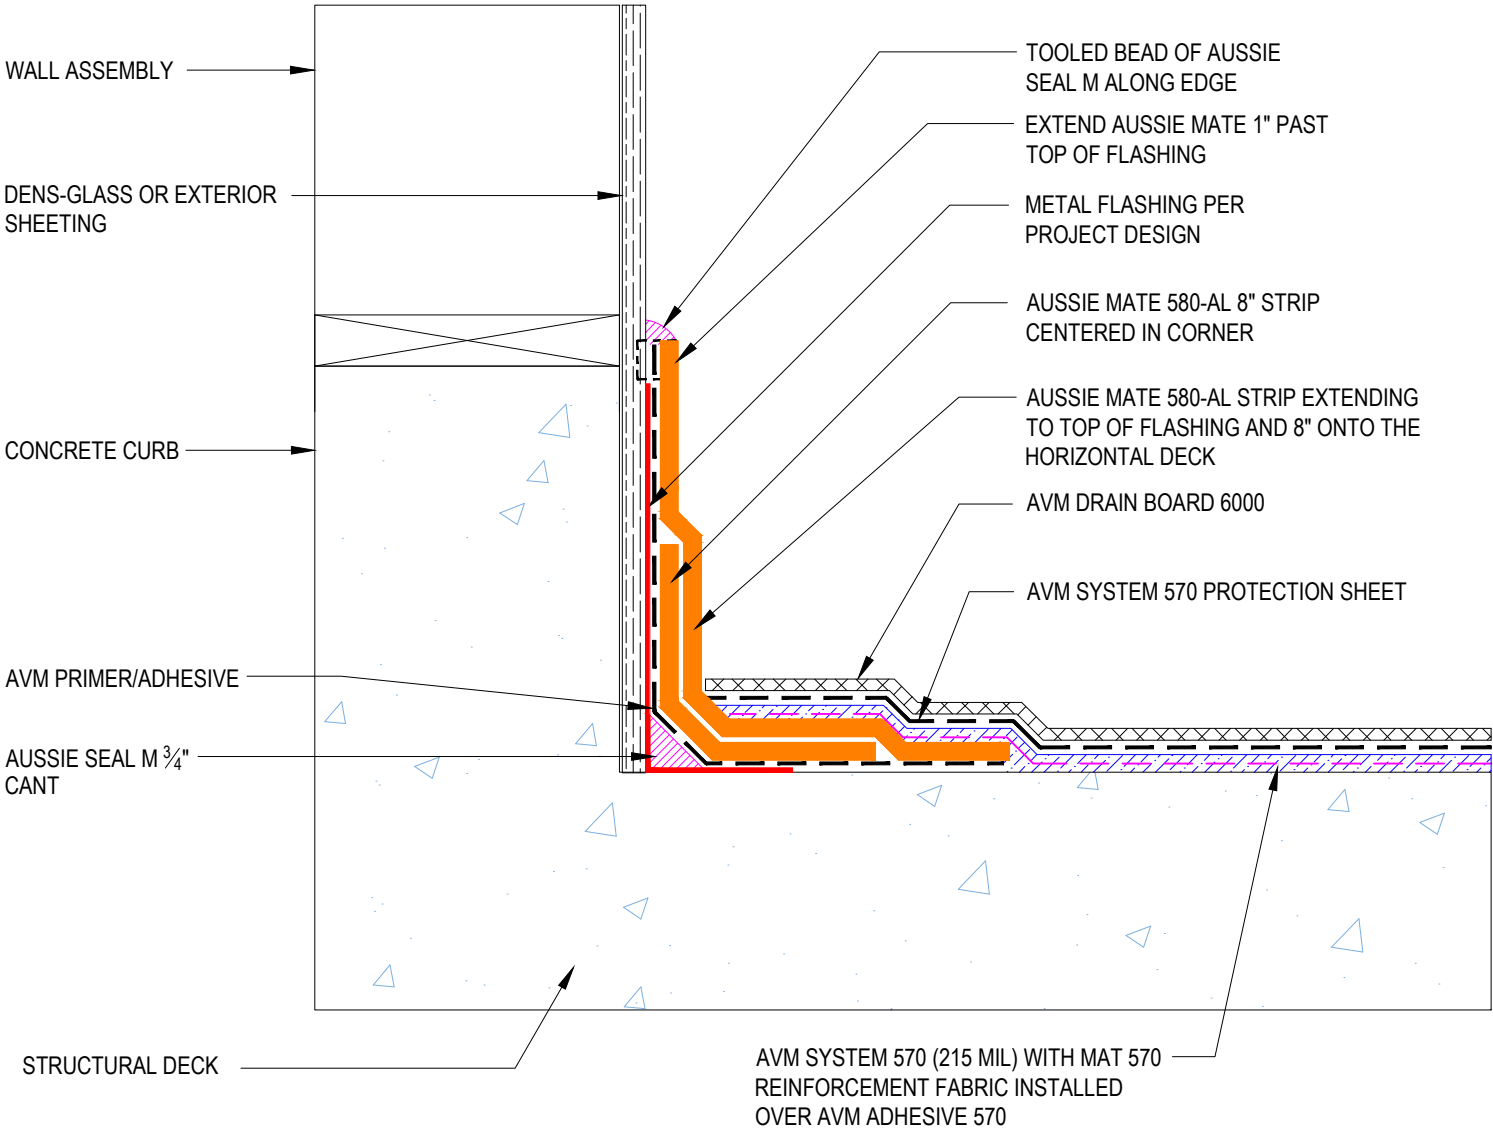 WALL ASSEMBLY
DENS-GLASS OR EXTERIOR
SHEETING
CONCRETE CURB
AVM PRIMER/ADHESIVE
AUSSIE SEAL M 3/4"
CANT
STRUCTURAL DECK
TOOLED BEAD OF AUSSIE
SEAL M ALONG EDGE
EXTEND AUSSIE MATE 1" PAST
TOP OF FLASHING
METAL FLASHING PER
PROJECT DESIGN
AUSSIE MATE 580-AL 8" STRIP
CENTERED IN CORNER
AUSSIE MATE 580-AL STRIP EXTENDING
TO TOP OF FLASHING AND 8" ONTO THE
HORIZONTAL DECK
AVM DRAIN BOARD 6000
AVM SYSTEM 570 PROTECTION SHEET
AVM SYSTEM 570 (215 MIL) WITH MAT 570
REINFORCEMENT FABRIC INSTALLED
OVER AVM ADHESIVE 570